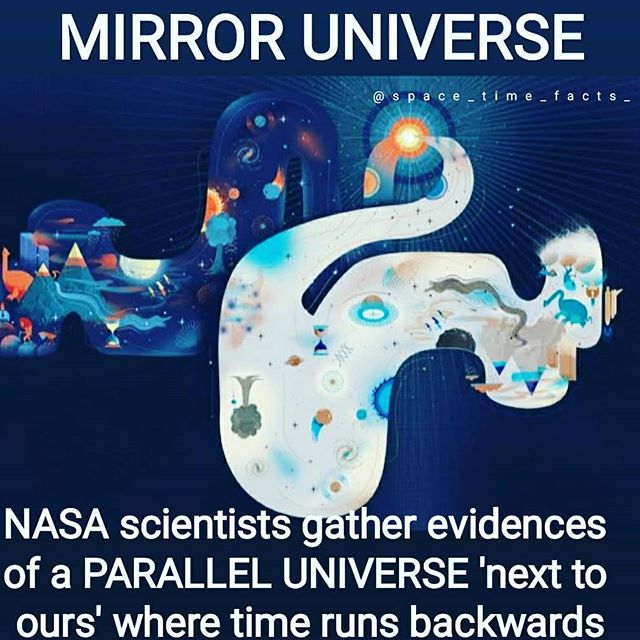 MIRROR UNIVERSE
@space_time_facts_
NASA scientists gather evidences
of a PARALLEL UNIVERSE 'next to
ours' where time runs backwards